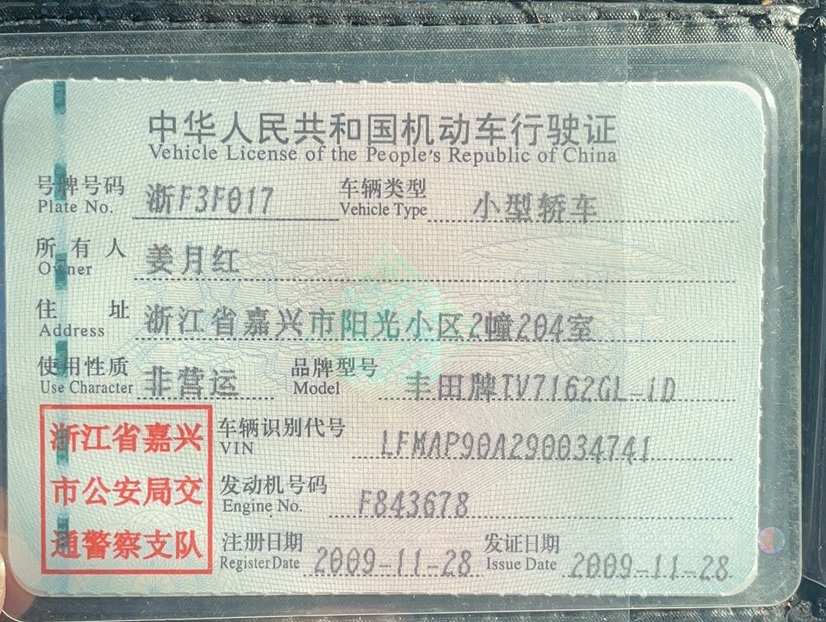 中华人民共和国机动车行驶证
Vehicle License of the People's Republic of China
号牌号码 浙F3F017 车辆类型 小型轿车
Plate No. Vehicle Type
所有人 姜月红
Owner
住址 浙江省嘉兴市阳光小区2幢204室
Address
使用性质 非营运 品牌型号 丰田牌TV7162GL-iD
Use Character Model
浙江省嘉兴 车辆识别代号 LFMAP90A290034741
VIN
市公安局交 发动机号码 F843678
Engine No.
通警察支队 注册日期 2009-11-28 发证日期 2009-11-28
Register Date Issue Date